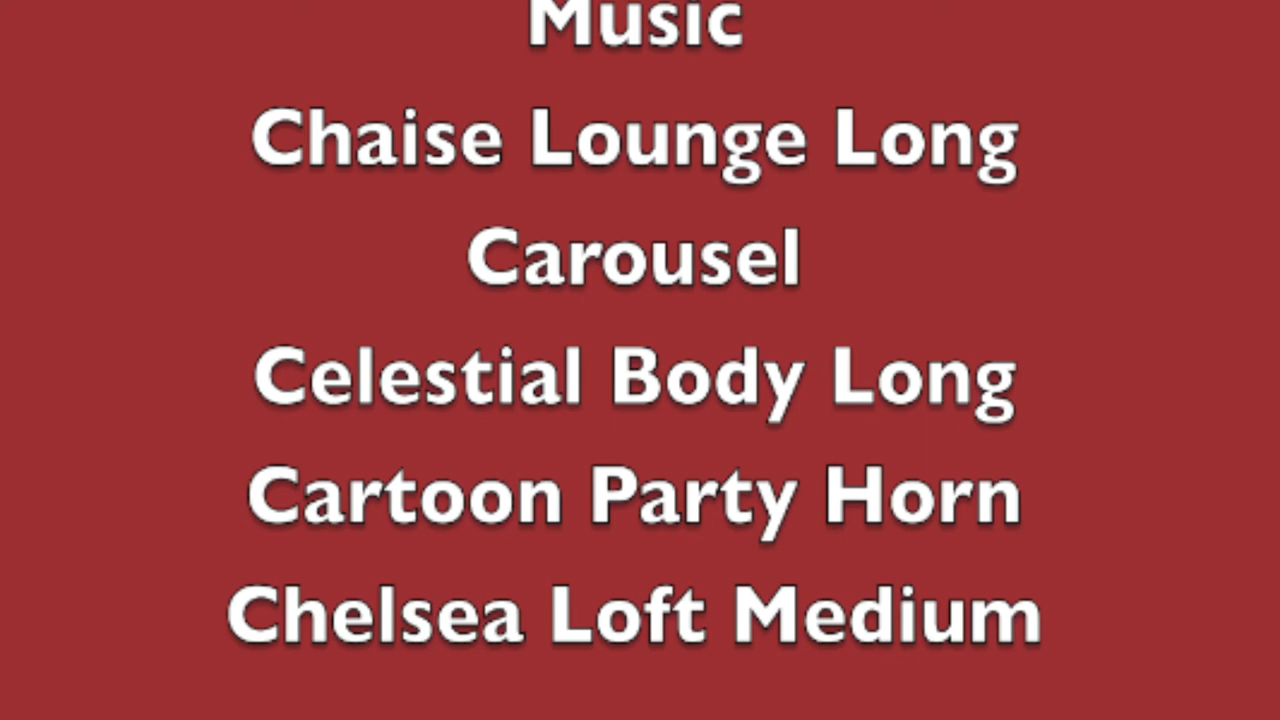 Music
Chaise Lounge Long
Carousel
Celestial Body Long
Cartoon Party Horn
Chelsea Loft Medium